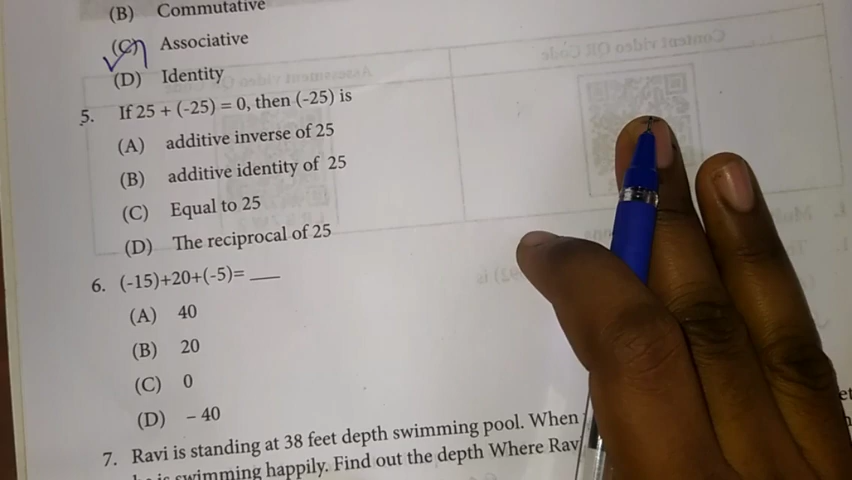 (B) Commutative
(C) Associative
(D) Identity
5. If 25 + (-25) = 0, then (-25) is
(A) additive inverse of 25
(B) additive identity of 25
(C) Equal to 25
(D) The reciprocal of 25
6. (-15)+20+(-5)= ___
(A) 40
(B) 20
(C) 0
(D) – 40
7. Ravi is standing at 38 feet depth swimming pool. When
he is swimming happily. Find out the depth Where Rav